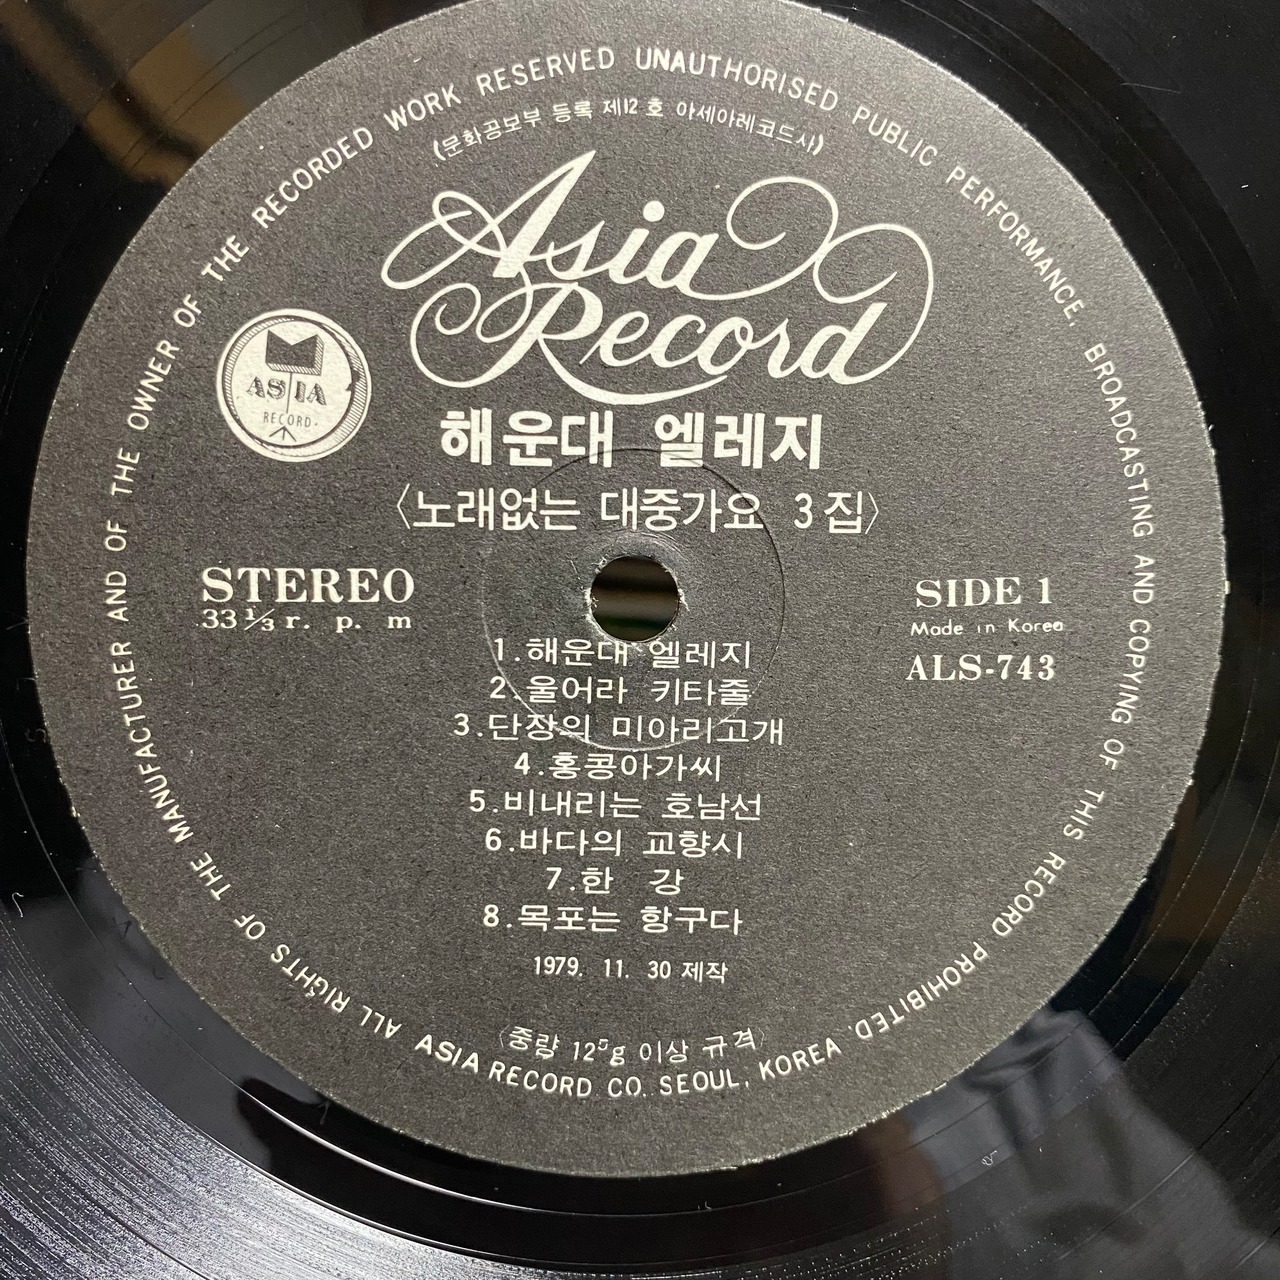 ALL RIGHTS OF THE MANUFACTURER AND OF THE OWNER OF THE RECORDED WORK RESERVED UNAUTHORISED PUBLIC PERFORMANCE, BROADCASTING AND COPYING OF THIS RECORD PROHIBITED.
(문화공보부 등록 제12호 아세아레코드사)
Asia
Record
ASIA
RECORD
해운대 엘레지
〈노래없는 대중가요 3집〉
STEREO
33 1/3 r. p. m
SIDE 1
Made in Korea
ALS-743
1.해운대 엘레지
2.울어라 키타줄
3.단장의 미아리고개
4.홍콩아가씨
5.비내리는 호남선
6.바다의 교향시
7.한 강
8.목포는 항구다
1979. 11. 30 제작
〈중량 125g 이상 규격〉
ASIA RECORD CO. SEOUL, KOREA